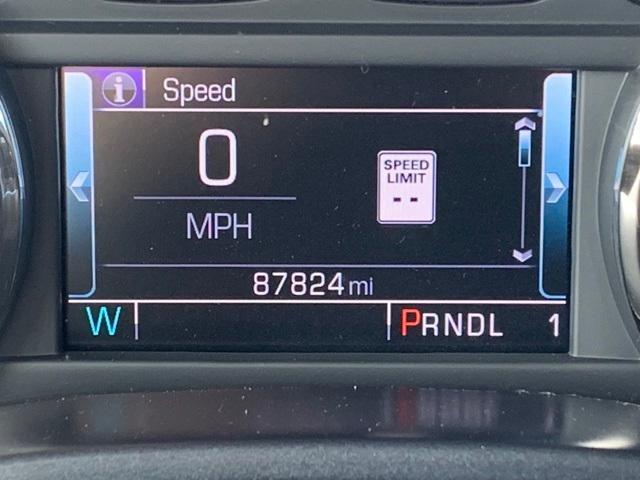 i Speed
0
MPH
SPEED
LIMIT
--
87824 mi
W PRNDL 1